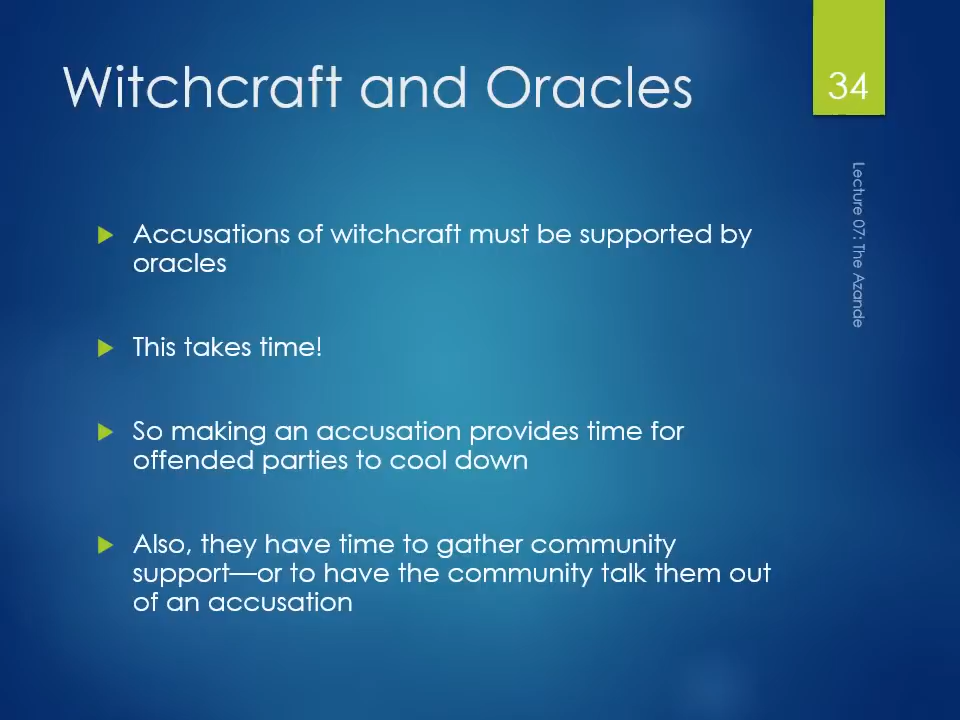 Witchcraft and Oracles
34
Accusations of witchcraft must be supported by
oracles
This takes time!
So making an accusation provides time for
offended parties to cool down
Also, they have time to gather community
support—or to have the community talk them out
of an accusation
Lecture 07: The Azande